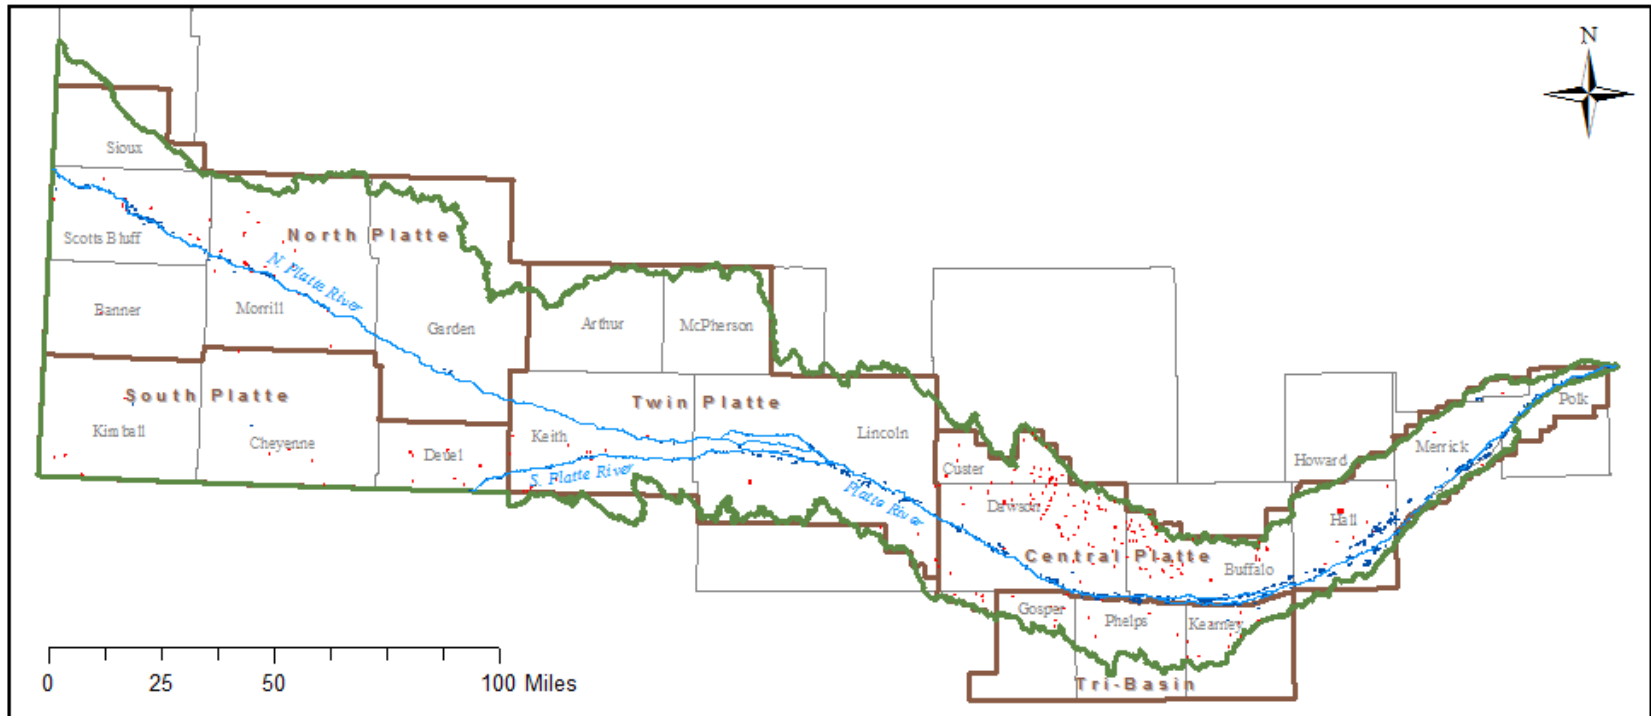 N
Sioux
Scotts Bluff
North Platte
N. Platte River
Banner
Morrill
Garden
Arthur
McPherson
South Platte
Twin Platte
Kimball
Cheyenne
Deuel
Keith
S. Platte River
Lincoln
Platte River
Custer
Dawson
Central Platte
Buffalo
Howard
Hall
Merrick
Polk
Gosper
Phelps
Kearney
Tri-Basin
0 25 50 100 Miles